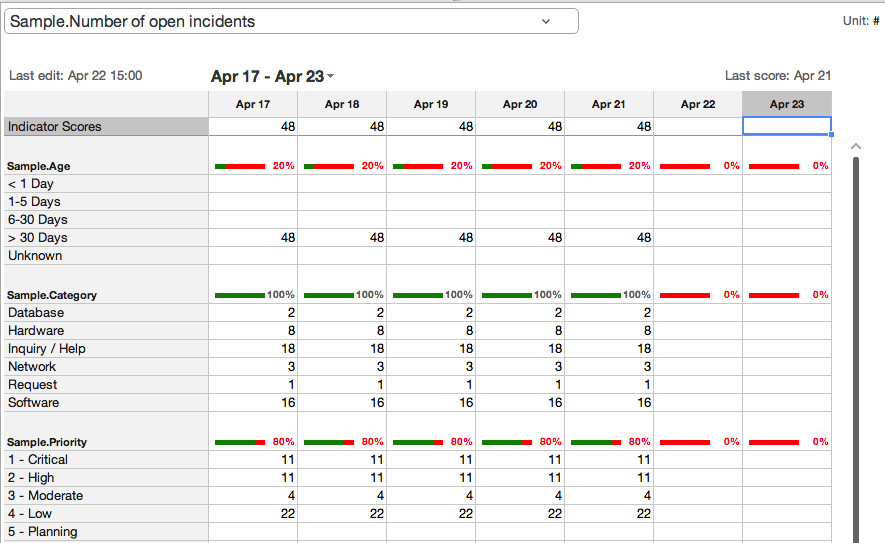 Sample.Number of open incidents
Unit: #
Last edit: Apr 22 15:00 Apr 17 - Apr 23 Last score: Apr 21
Apr 17 Apr 18 Apr 19 Apr 20 Apr 21 Apr 22 Apr 23
Indicator Scores 48 48 48 48 48
Sample.Age 20% 20% 20% 20% 20% 0% 0%
< 1 Day
1-5 Days
6-30 Days
> 30 Days 48 48 48 48 48
Unknown
Sample.Category 100% 100% 100% 100% 100% 0% 0%
Database 2 2 2 2 2
Hardware 8 8 8 8 8
Inquiry / Help 18 18 18 18 18
Network 3 3 3 3 3
Request 1 1 1 1 1
Software 16 16 16 16 16
Sample.Priority 80% 80% 80% 80% 80% 0% 0%
1 - Critical 11 11 11 11 11
2 - High 11 11 11 11 11
3 - Moderate 4 4 4 4 4
4 - Low 22 22 22 22 22
5 - Planning